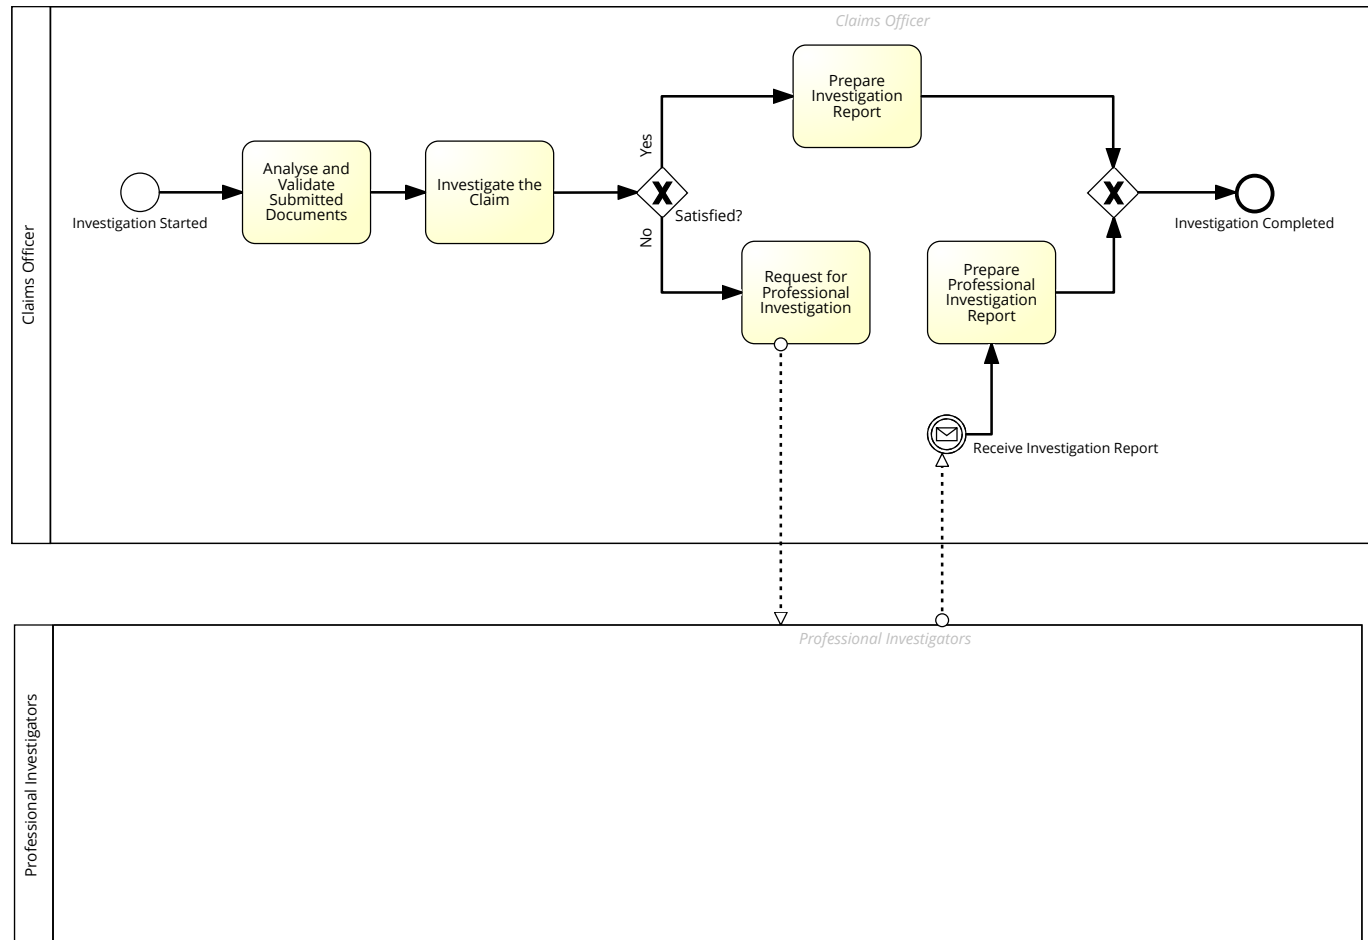 Claims Officer
Claims Officer
Prepare
Investigation
Report
Yes
Analyse and
Validate
Submitted
Documents
Investigate the
Claim
X
Satisfied?
X
Investigation Started
Investigation Completed
No
Request for
Professional
Investigation
Prepare
Professional
Investigation
Report
Receive Investigation Report
Professional Investigators
Professional Investigators